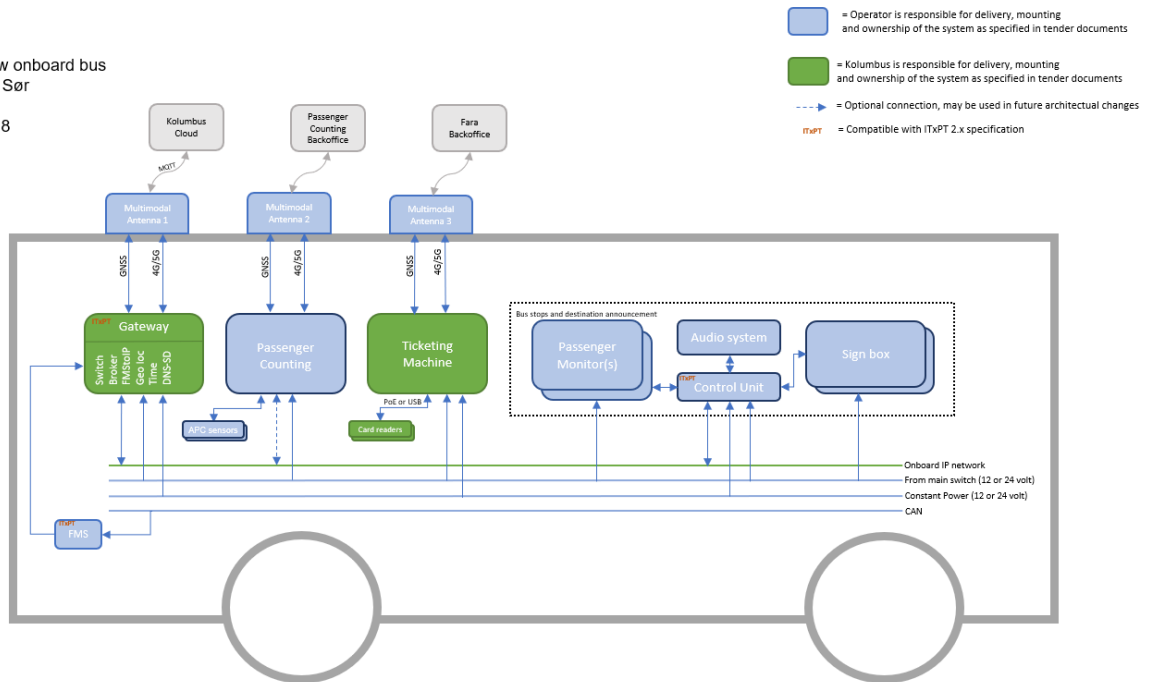 = Operator is responsible for delivery, mounting
and ownership of the system as specified in tender documents
= Kolumbus is responsible for delivery, mounting
and ownership of the system as specified in tender documents
= Optional connection, may be used in future architectual changes
ITxPT
= Compatible with ITxPT 2.x specification
onboard bus
Sør
8
Kolumbus
Cloud
Passenger
Counting
Backoffice
Fara
Backoffice
MQTT
Multimodal
Antenna 1
Multimodal
Antenna 2
Multimodal
Antenna 3
GNSS
4G/5G
GNSS
4G/5G
GNSS
4G/5G
ITxPT
Gateway
Switch
Broker
FMStoIP
Geo loc
Time
DNS-SD
Passenger
Counting
Ticketing
Machine
Bus stops and destination announcement
Passenger
Monitor(s)
Audio system
ITxPT
Control Unit
Sign box
APC sensors
PoE or USB
Card readers
Onboard IP network
From main switch (12 or 24 volt)
Constant Power (12 or 24 volt)
CAN
ITxPT
FMS